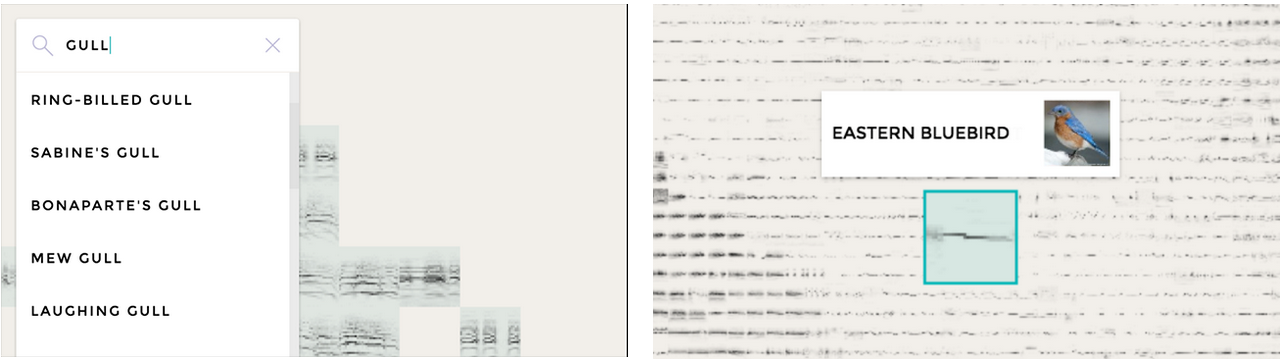 GULL
RING-BILLED GULL
SABINE'S GULL
BONAPARTE'S GULL
MEW GULL
LAUGHING GULL
EASTERN BLUEBIRD